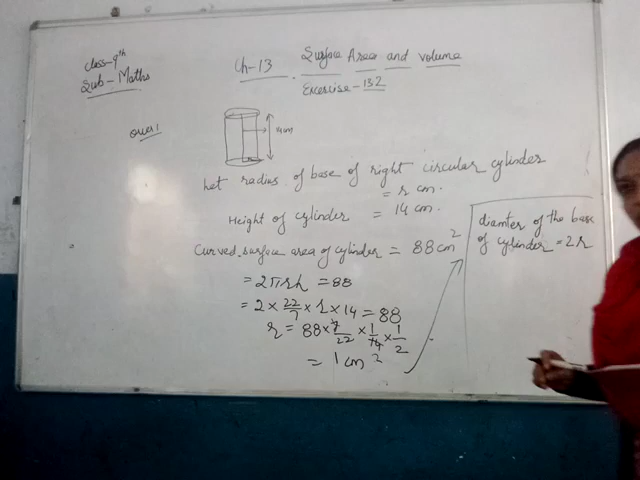 Class-9th
Sub- Maths
Ch-13 Surface Area and volume
Exercise-13.2
Ques1
14cm
Let radius of base of right circular cylinder
= r cm.
Height of cylinder = 14 cm.
Curved surface area of cylinder = 88 cm²
= 2πrh = 88
= 2 × 22/7 × r × 14 = 88
r = 88 × 7/22 × 1/14 × 1/2
= 1 cm
diamter of the base
of cylinder = 2r